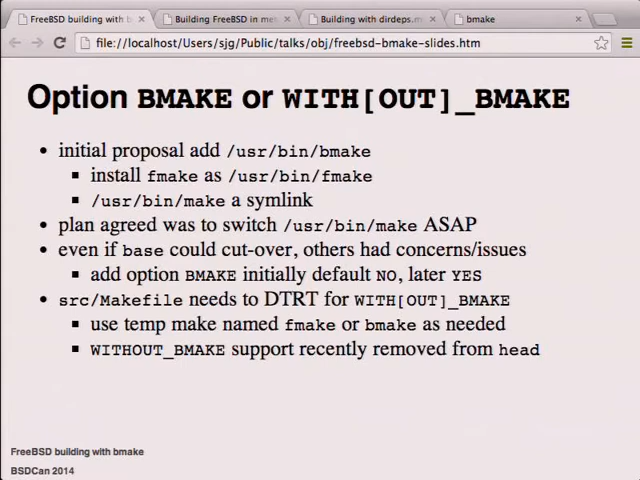 FreeBSD building with b
Building FreeBSD in me
Building with dirdeps.m
bmake
file://localhost/Users/sjg/Public/talks/obj/freebsd-bmake-slides.htm
Option BMAKE or WITH[OUT]_BMAKE
• initial proposal add /usr/bin/bmake
▪ install fmake as /usr/bin/fmake
▪ /usr/bin/make a symlink
• plan agreed was to switch /usr/bin/make ASAP
• even if base could cut-over, others had concerns/issues
▪ add option BMAKE initially default NO, later YES
• src/Makefile needs to DTRT for WITH[OUT]_BMAKE
▪ use temp make named fmake or bmake as needed
▪ WITHOUT_BMAKE support recently removed from head
FreeBSD building with bmake
BSDCan 2014